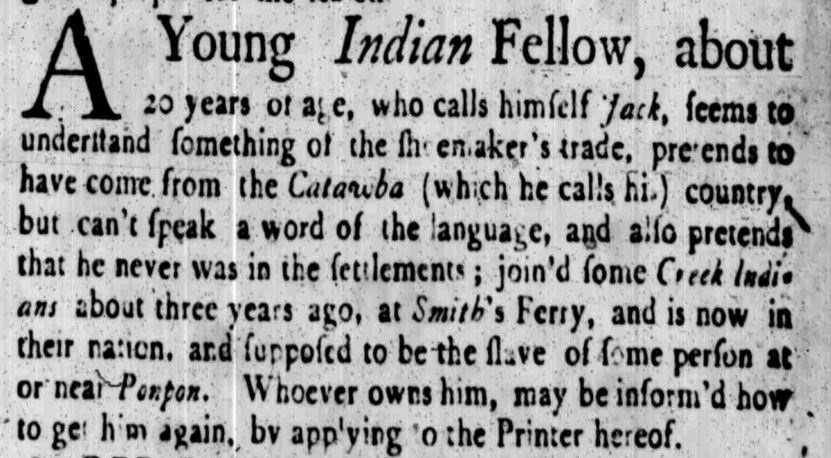 A Young Indian Fellow, about
20 years of age, who calls himſelf Jack, ſeems to
underſtand ſomething of the ſhoemaker's trade, pretends to
have come from the Catawba (which he calls his) country,
but can't ſpeak a word of the language, and alſo pretends
that he never was in the ſettlements; join'd ſome Creek Indi-
ans about three years ago, at Smith's Ferry, and is now in
their nation, and ſuppoſed to be the ſlave of ſome perſon at
or near Ponpon. Whoever owns him, may be inform'd how
to get him again, by applying to the Printer hereof.